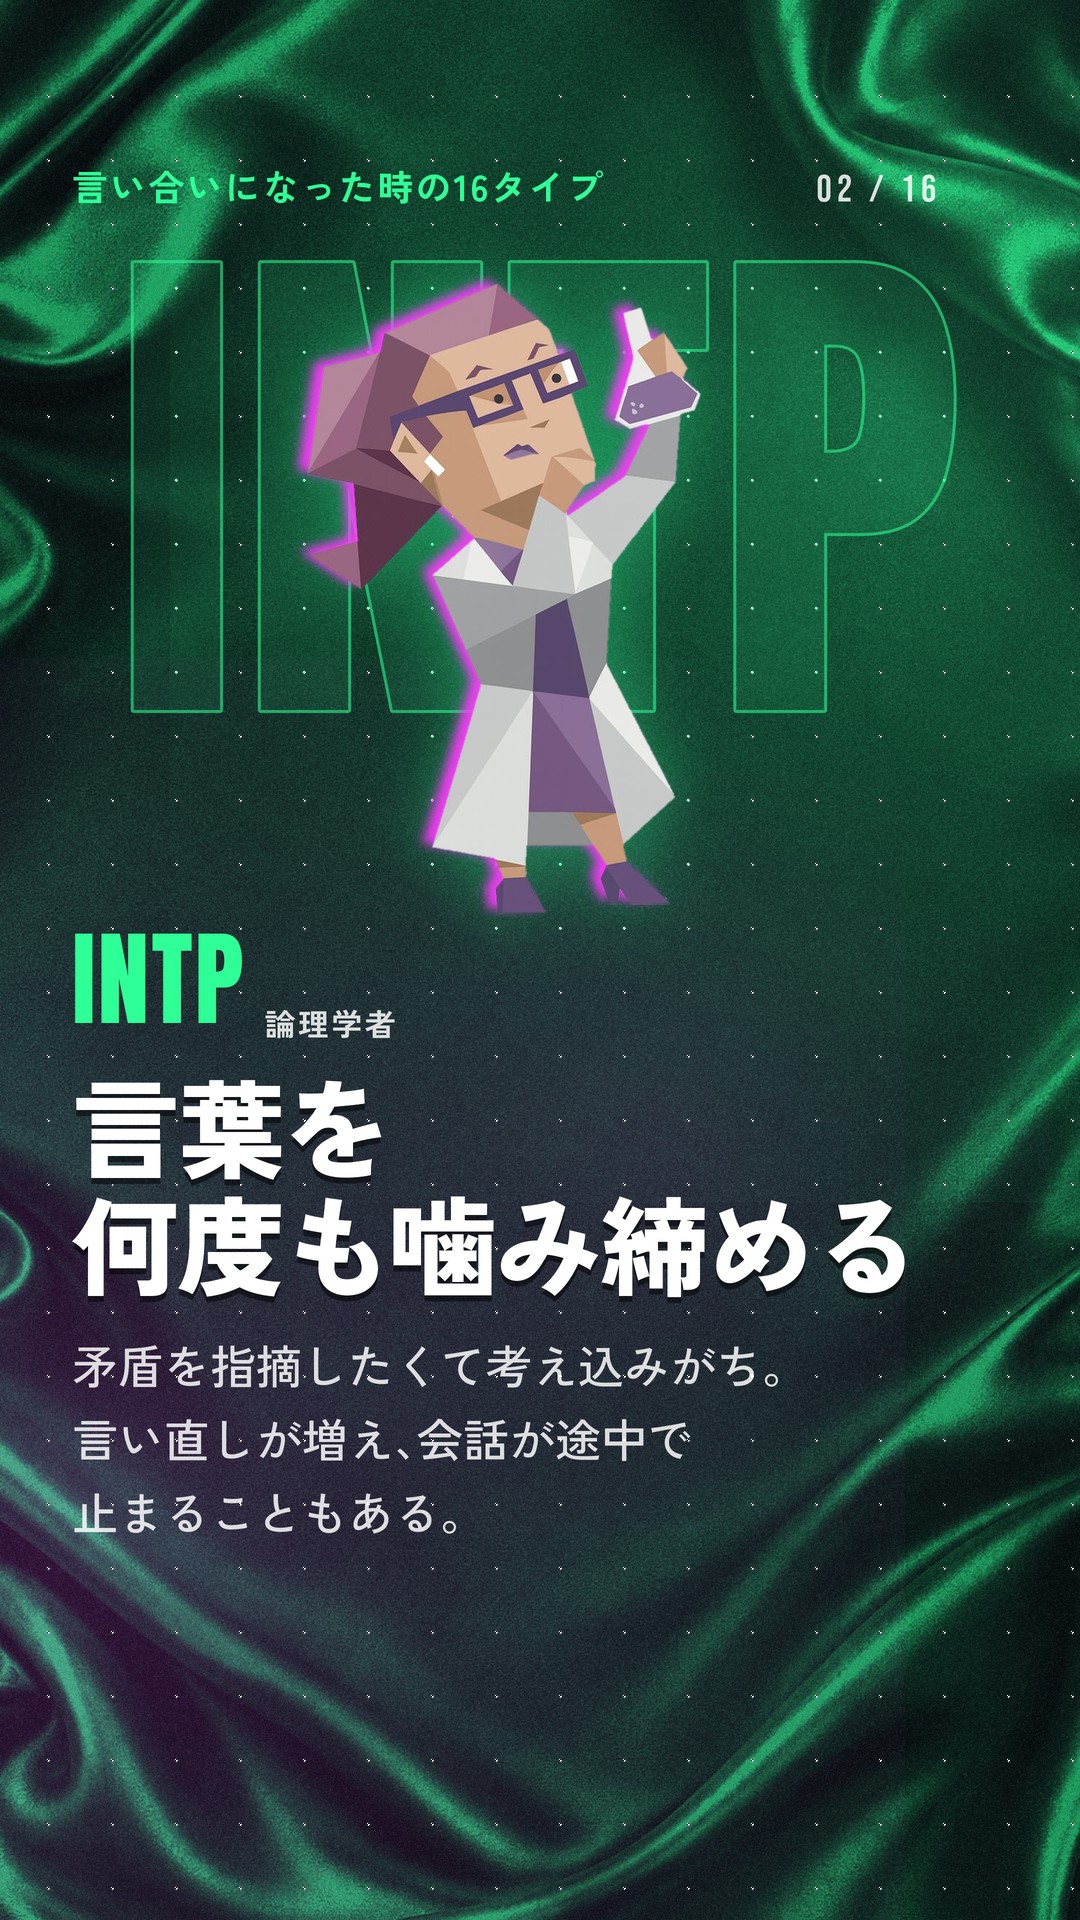 言い合いになった時の16タイプ
02 / 16
INTP
INTP
論理学者
言葉を
何度も噛み締める
矛盾を指摘したくて考え込みがち。
言い直しが増え、会話が途中で
止まることもある。